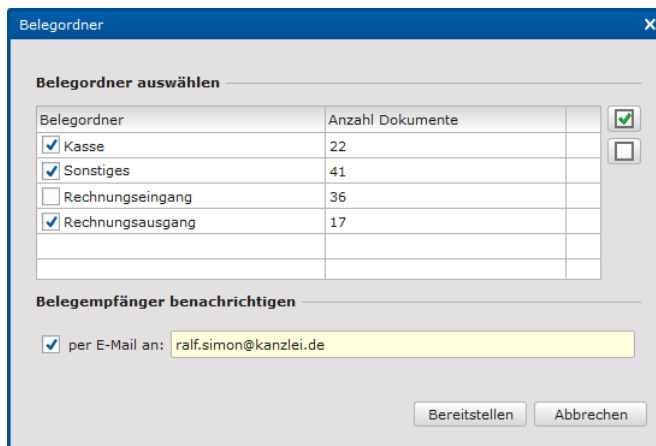 Belegordner X
Belegordner auswählen
Belegordner Anzahl Dokumente
Kasse 22
Sonstiges 41
Rechnungseingang 36
Rechnungsausgang 17
Belegempfänger benachrichtigen
per E-Mail an: ralf.simon@kanzlei.de
Bereitstellen Abbrechen